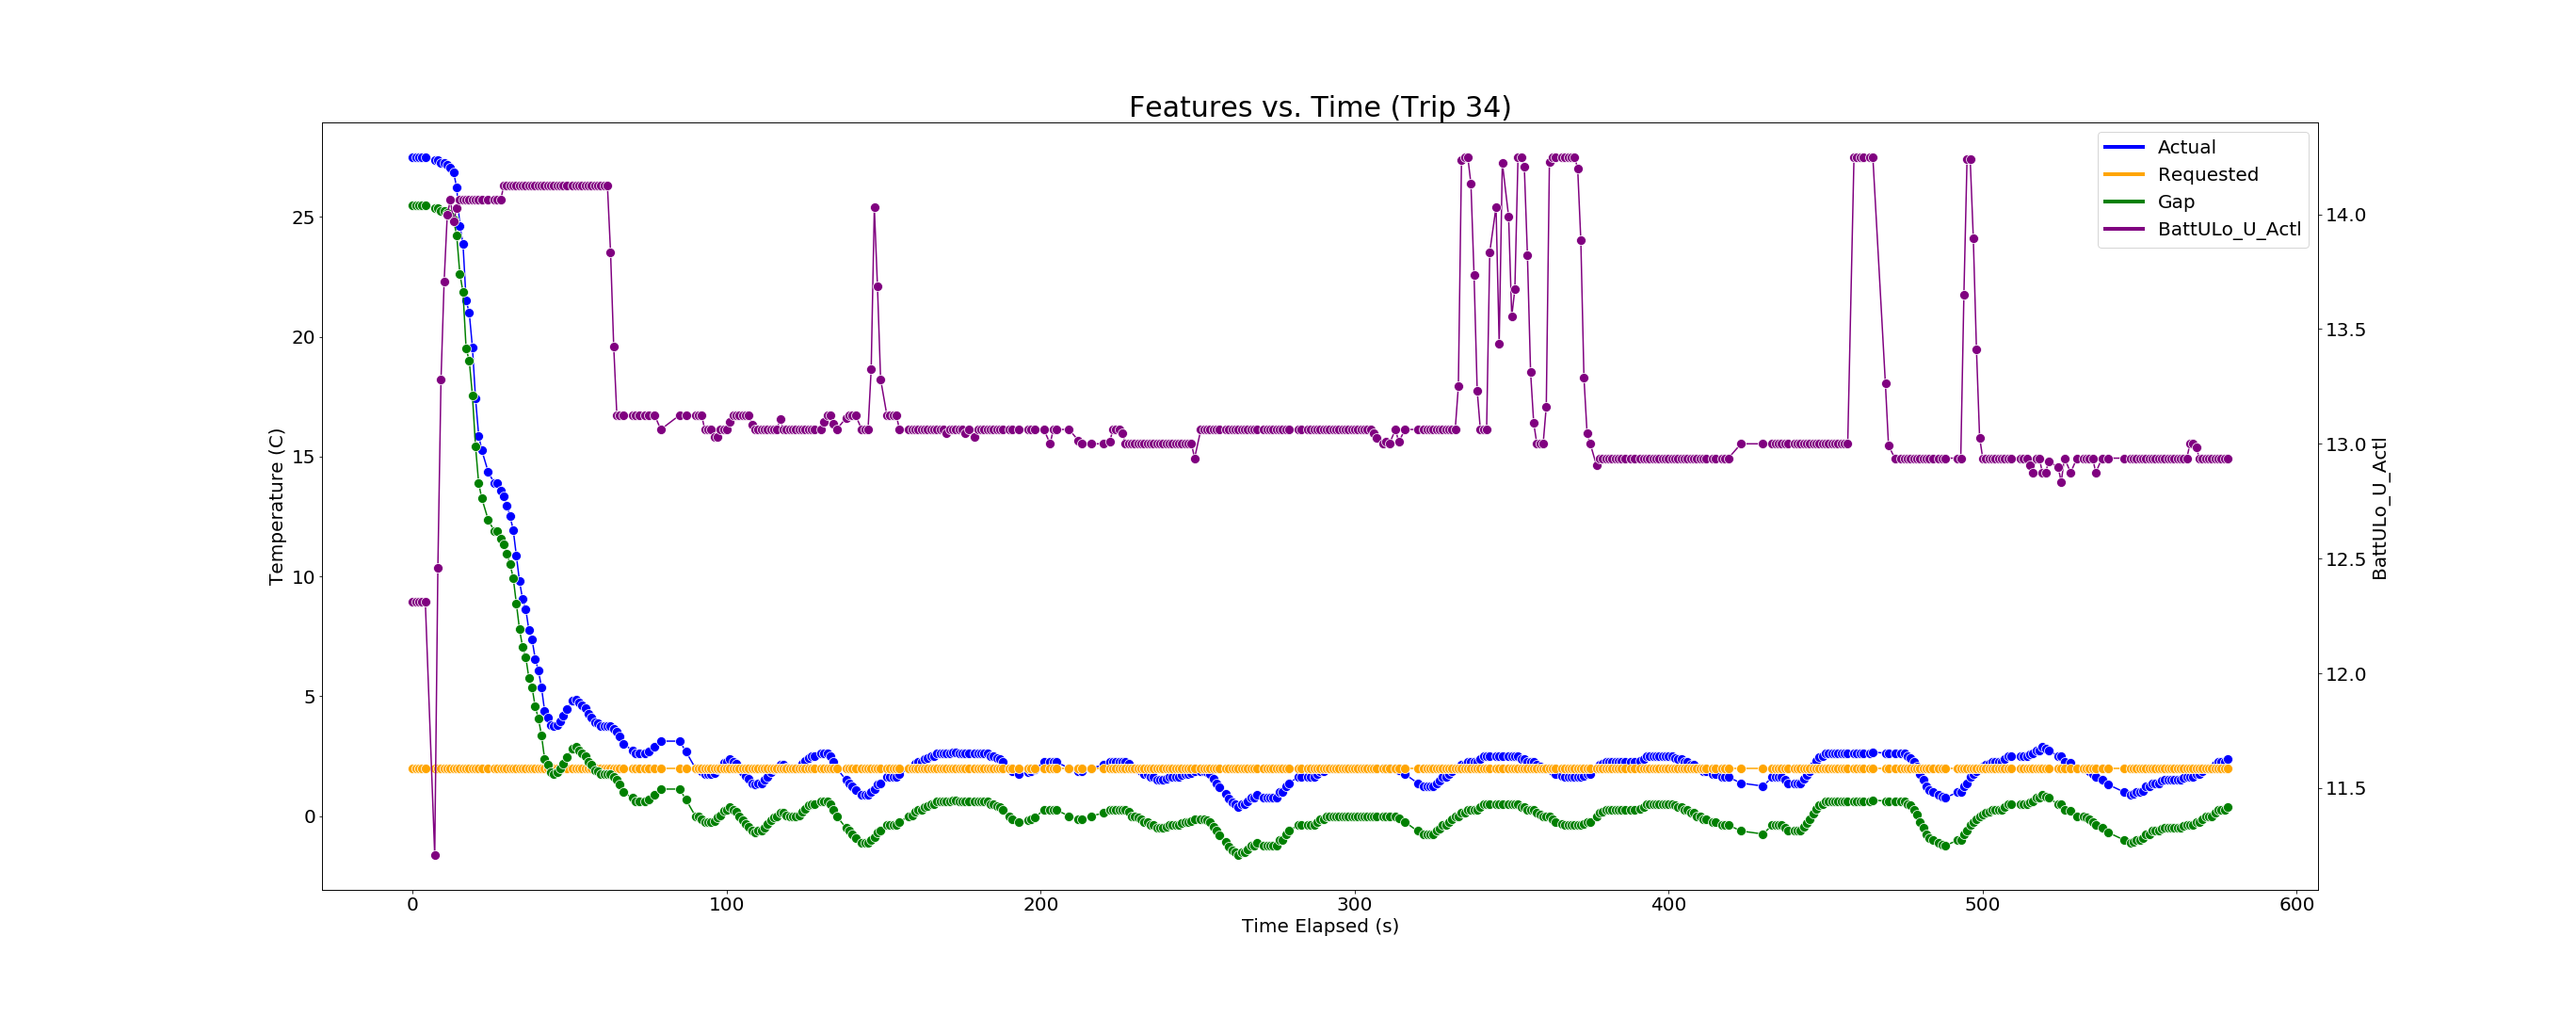 Features vs. Time (Trip 34)
Actual
Requested
Gap
BattULo_U_Actl
Temperature (C)
25
20
15
10
5
0
14.0
13.5
13.0
12.5
12.0
11.5
BattULo_U_Actl
0 100 200 300 400 500 600
Time Elapsed (s)